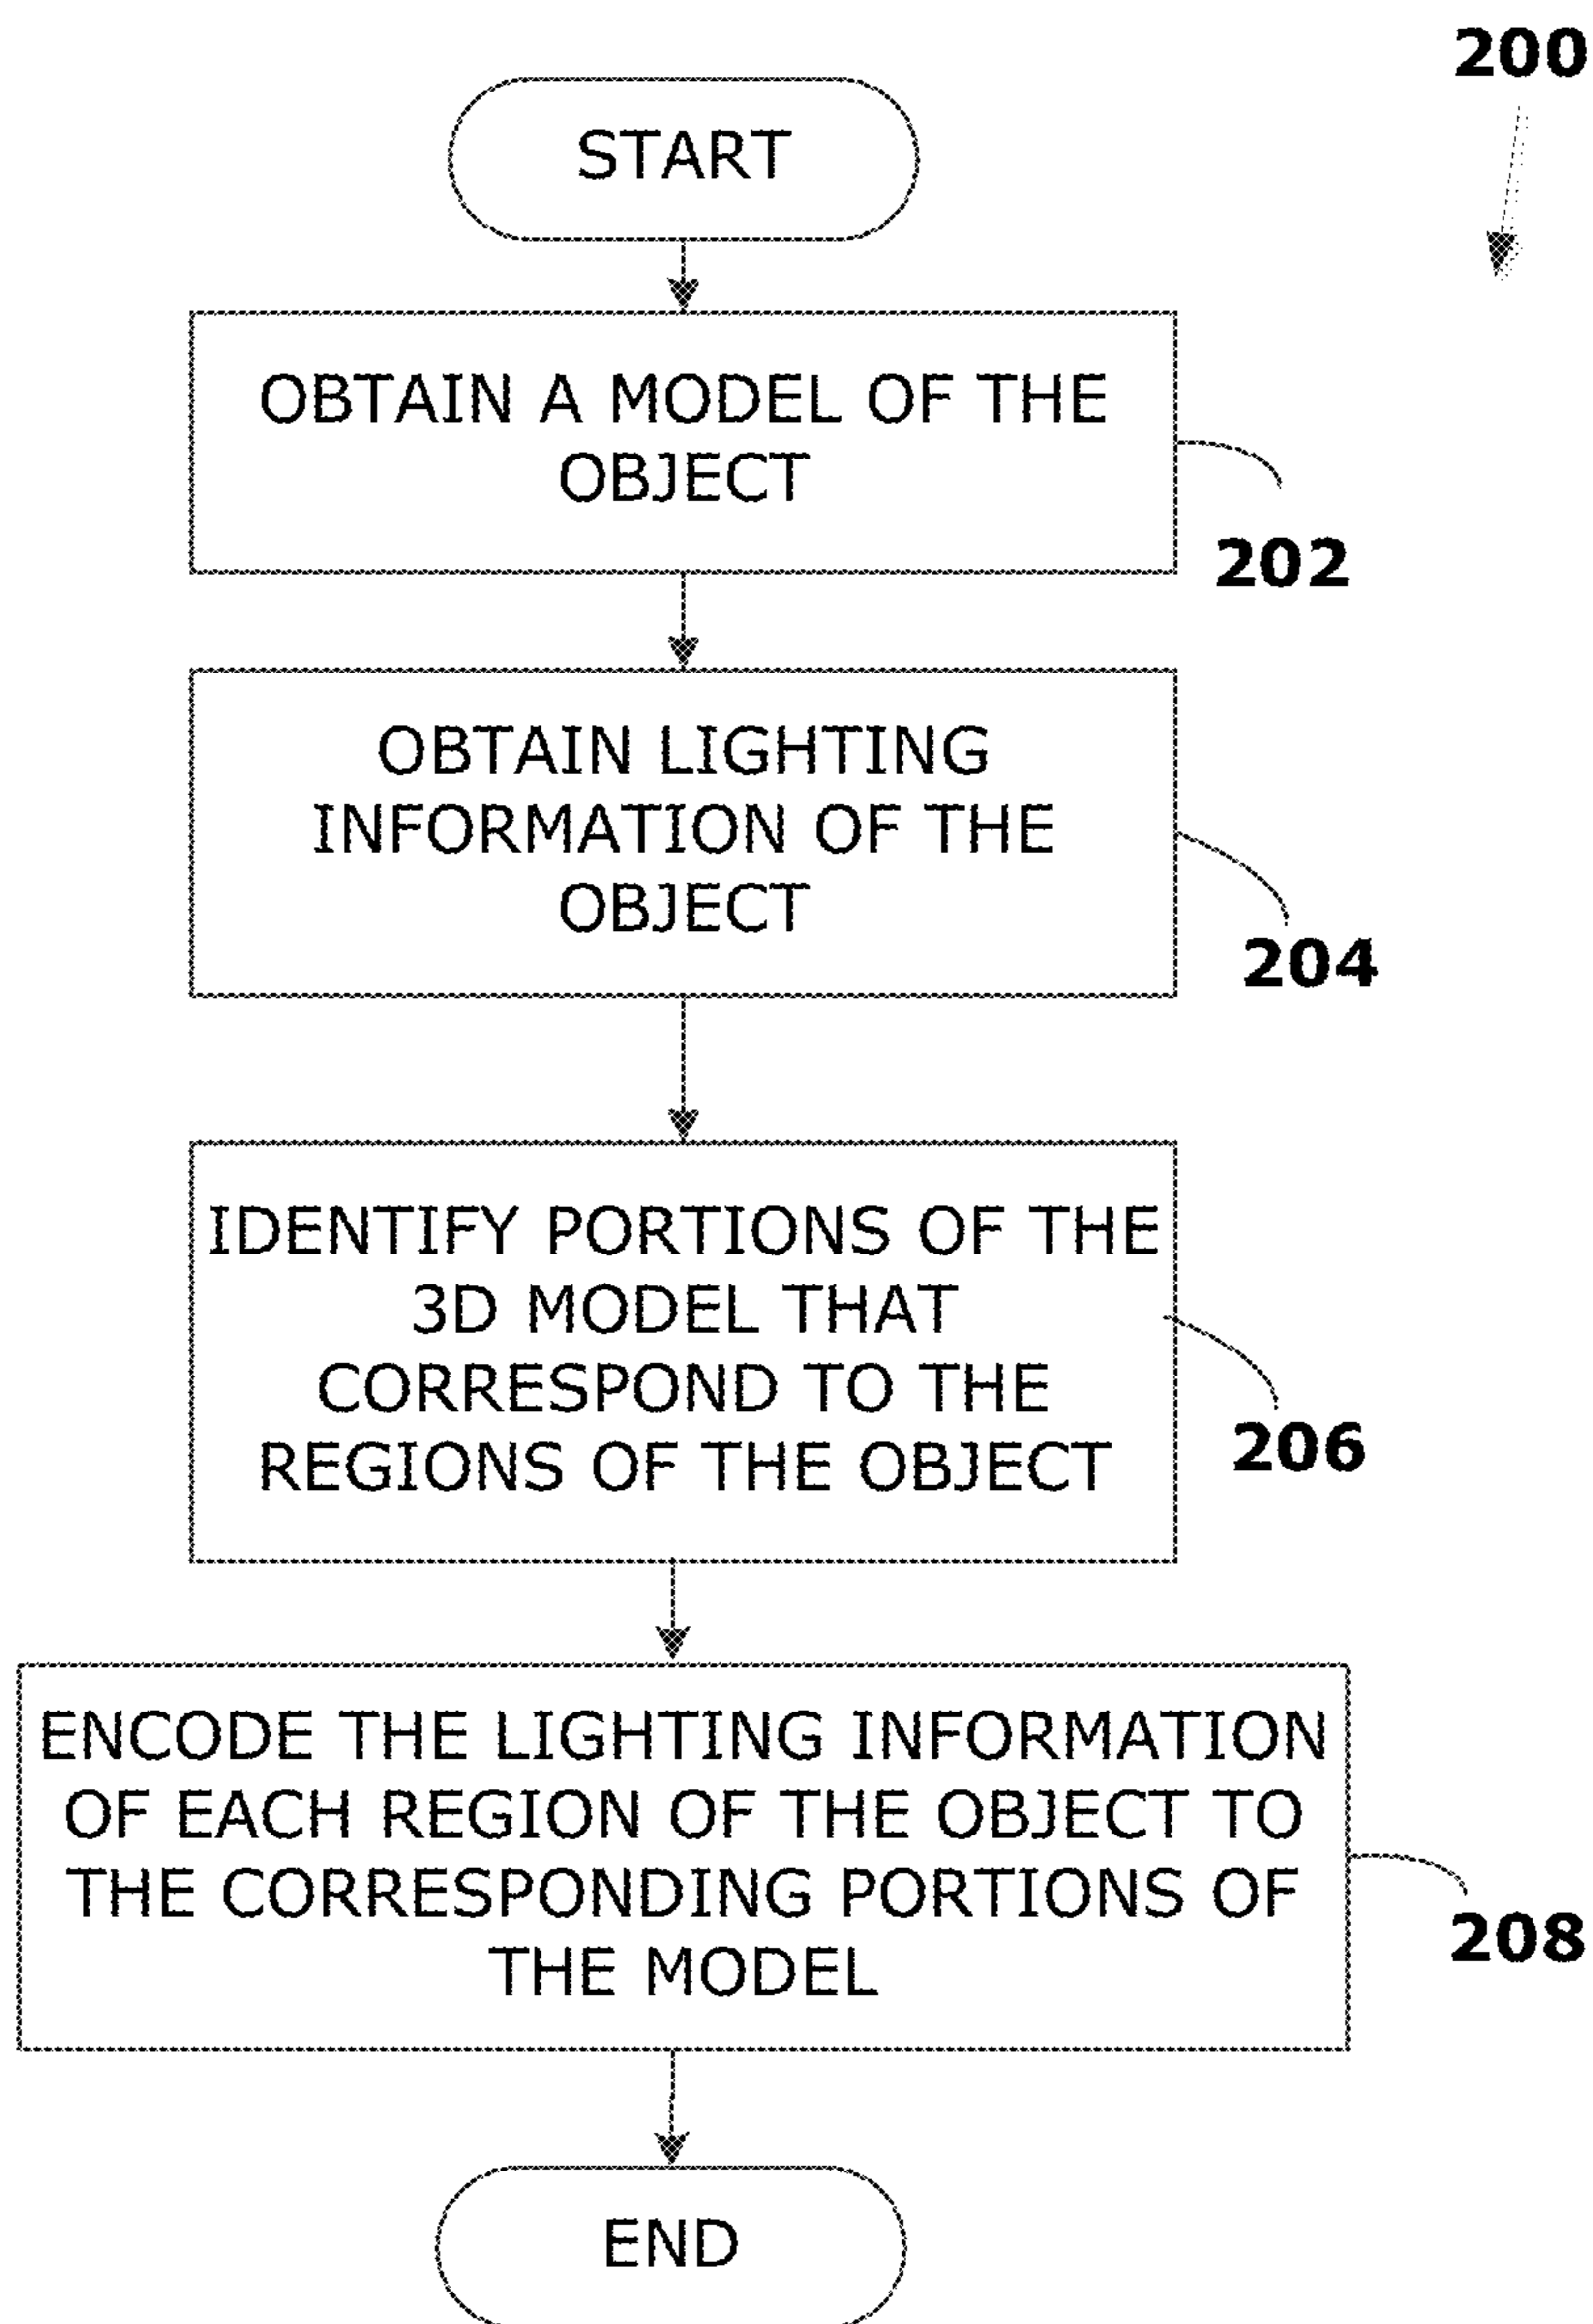 200
START
OBTAIN A MODEL OF THE
OBJECT
202
OBTAIN LIGHTING
INFORMATION OF THE
OBJECT
204
IDENTIFY PORTIONS OF THE
3D MODEL THAT
CORRESPOND TO THE
REGIONS OF THE OBJECT
206
ENCODE THE LIGHTING INFORMATION
OF EACH REGION OF THE OBJECT TO
THE CORRESPONDING PORTIONS OF
THE MODEL
208
END